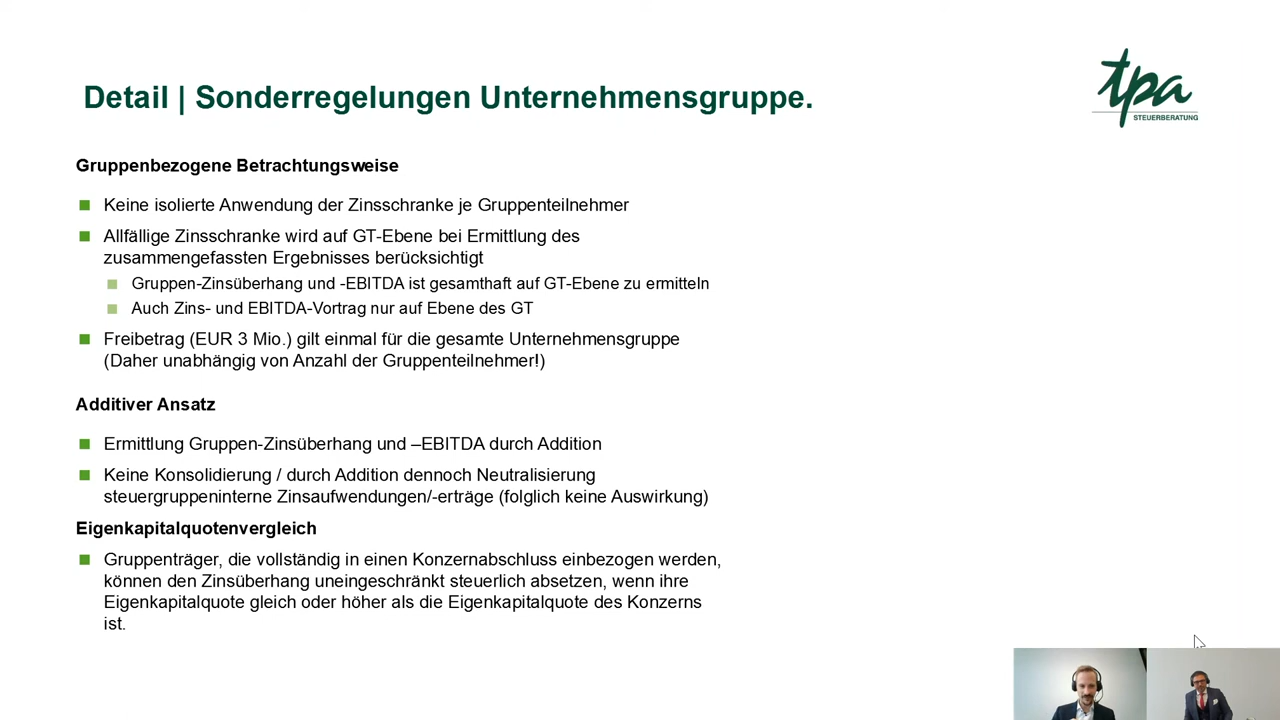 Detail | Sonderregelungen Unternehmensgruppe.
tpa
STEUERBERATUNG
Gruppenbezogene Betrachtungsweise
Keine isolierte Anwendung der Zinsschranke je Gruppenteilnehmer
Allfällige Zinsschranke wird auf GT-Ebene bei Ermittlung des
zusammengefassten Ergebnisses berücksichtigt
Gruppen-Zinsüberhang und -EBITDA ist gesamthaft auf GT-Ebene zu ermitteln
Auch Zins- und EBITDA-Vortrag nur auf Ebene des GT
Freibetrag (EUR 3 Mio.) gilt einmal für die gesamte Unternehmensgruppe
(Daher unabhängig von Anzahl der Gruppenteilnehmer!)
Additiver Ansatz
Ermittlung Gruppen-Zinsüberhang und –EBITDA durch Addition
Keine Konsolidierung / durch Addition dennoch Neutralisierung
steuergruppeninterne Zinsaufwendungen/-erträge (folglich keine Auswirkung)
Eigenkapitalquotenvergleich
Gruppenträger, die vollständig in einen Konzernabschluss einbezogen werden,
können den Zinsüberhang uneingeschränkt steuerlich absetzen, wenn ihre
Eigenkapitalquote gleich oder höher als die Eigenkapitalquote des Konzerns
ist.